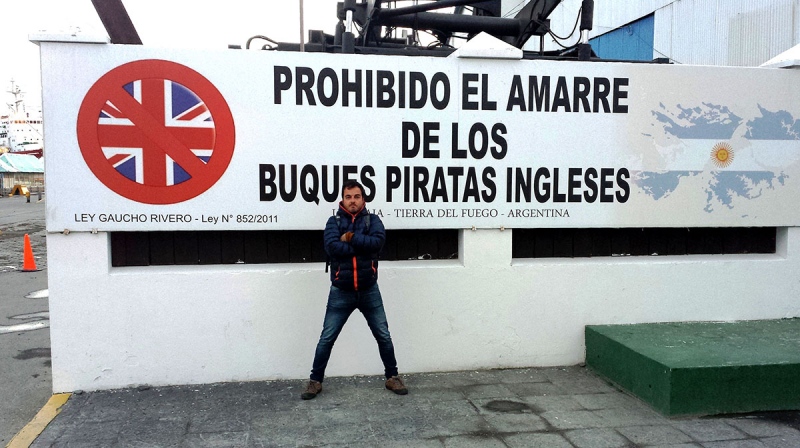 PROHIBIDO EL AMARRE
DE LOS
BUQUES PIRATAS INGLESES
LEY GAUCHO RIVERO - Ley N° 852/2011
- TIERRA DEL FUEGO - ARGENTINA